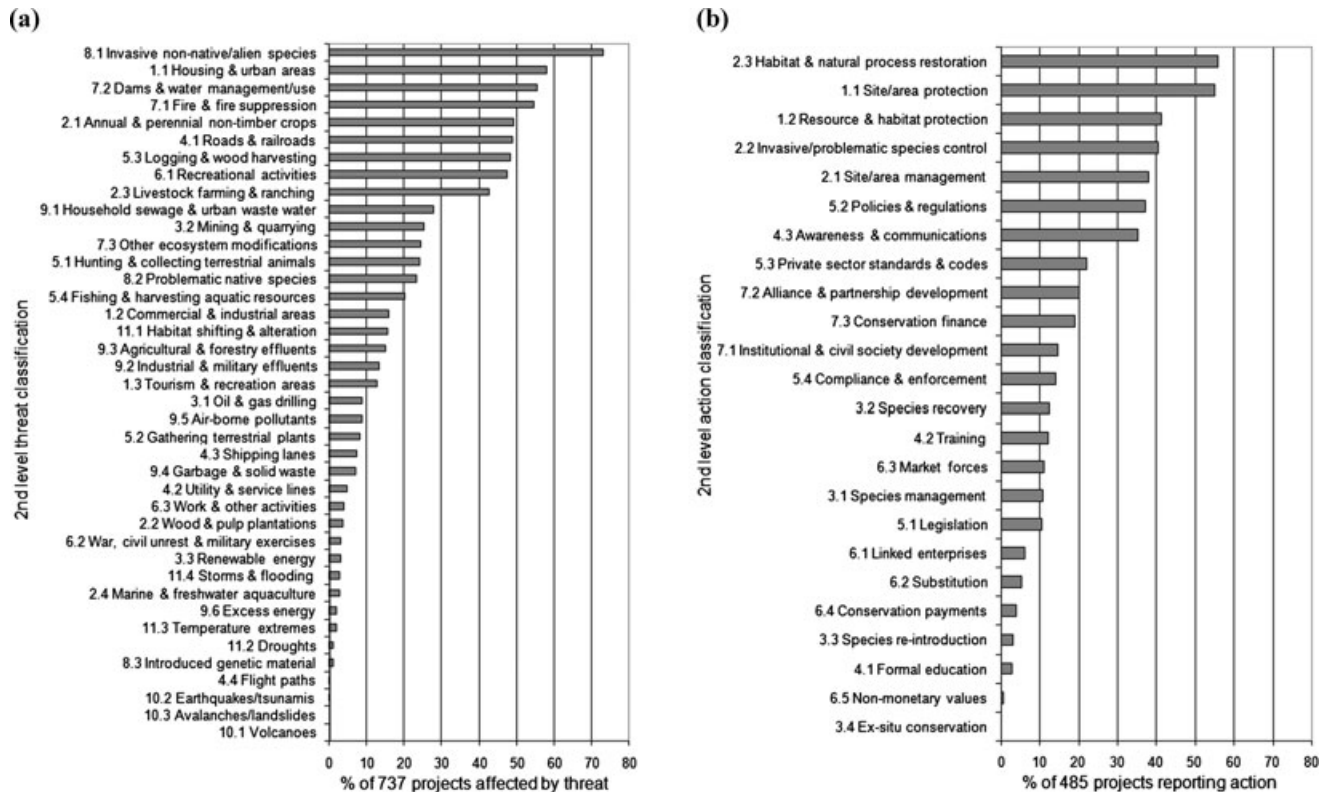 (a)
2nd level threat classification
8.1 Invasive non-native/alien species
1.1 Housing & urban areas
7.2 Dams & water management/use
7.1 Fire & fire suppression
2.1 Annual & perennial non-timber crops
4.1 Roads & railroads
5.3 Logging & wood harvesting
6.1 Recreational activities
2.3 Livestock farming & ranching
9.1 Household sewage & urban waste water
3.2 Mining & quarrying
7.3 Other ecosystem modifications
5.1 Hunting & collecting terrestrial animals
8.2 Problematic native species
5.4 Fishing & harvesting aquatic resources
1.2 Commercial & industrial areas
11.1 Habitat shifting & alteration
9.3 Agricultural & forestry effluents
9.2 Industrial & military effluents
1.3 Tourism & recreation areas
3.1 Oil & gas drilling
9.5 Air-borne pollutants
5.2 Gathering terrestrial plants
4.3 Shipping lanes
9.4 Garbage & solid waste
4.2 Utility & service lines
6.3 Work & other activities
2.2 Wood & pulp plantations
6.2 War, civil unrest & military exercises
3.3 Renewable energy
11.4 Storms & flooding
2.4 Marine & freshwater aquaculture
9.6 Excess energy
11.3 Temperature extremes
11.2 Droughts
8.3 Introduced genetic material
4.4 Flight paths
10.2 Earthquakes/tsunamis
10.3 Avalanches/landslides
10.1 Volcanoes
0 10 20 30 40 50 60 70 80
% of 737 projects affected by threat
(b)
2nd level action classification
2.3 Habitat & natural process restoration
1.1 Site/area protection
1.2 Resource & habitat protection
2.2 Invasive/problematic species control
2.1 Site/area management
5.2 Policies & regulations
4.3 Awareness & communications
5.3 Private sector standards & codes
7.2 Alliance & partnership development
7.3 Conservation finance
7.1 Institutional & civil society development
5.4 Compliance & enforcement
3.2 Species recovery
4.2 Training
6.3 Market forces
3.1 Species management
5.1 Legislation
6.1 Linked enterprises
6.2 Substitution
6.4 Conservation payments
3.3 Species re-introduction
4.1 Formal education
6.5 Non-monetary values
3.4 Ex-situ conservation
0 10 20 30 40 50 60 70 80
% of 485 projects reporting action